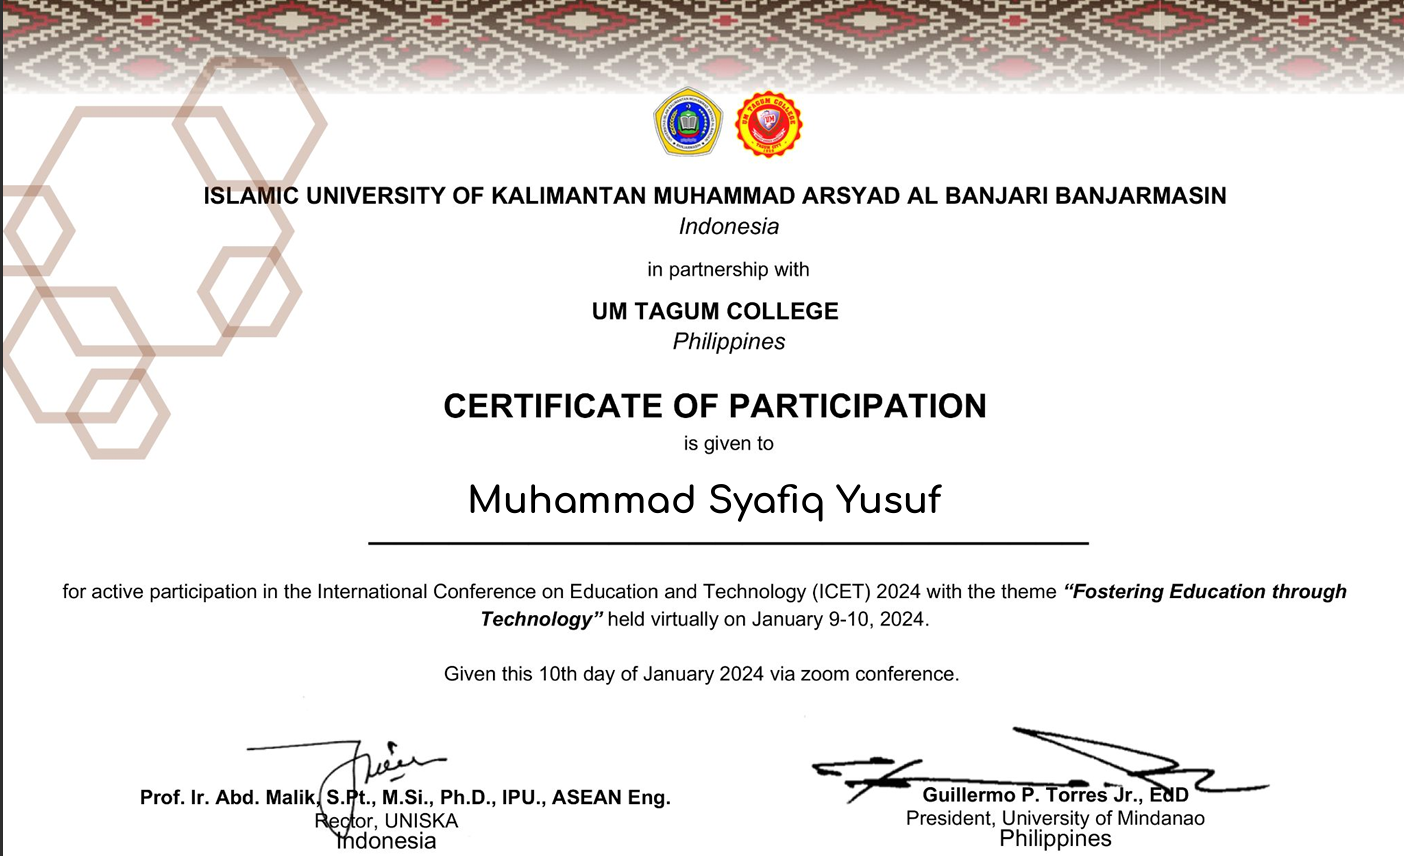 UM TAGUM COLLEGE
UM
ISLAMIC UNIVERSITY OF KALIMANTAN MUHAMMAD ARSYAD AL BANJARI BANJARMASIN
Indonesia
in partnership with
UM TAGUM COLLEGE
Philippines
CERTIFICATE OF PARTICIPATION
is given to
Muhammad Syafiq Yusuf
for active participation in the International Conference on Education and Technology (ICET) 2024 with the theme “Fostering Education through
Technology” held virtually on January 9-10, 2024.
Given this 10th day of January 2024 via zoom conference.
Prof. Ir. Abd. Malik, S.Pt., M.Si., Ph.D., IPU., ASEAN Eng.
Rector, UNISKA
Indonesia
Guillermo P. Torres Jr., EdD
President, University of Mindanao
Philippines